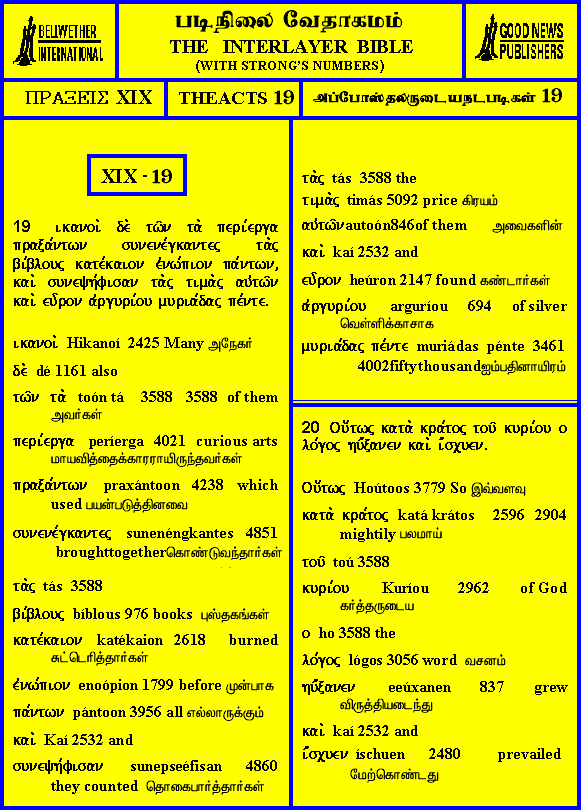 BELLWETHER
INTERNATIONAL
படிநிலை வேதாகமம்
THE INTERLAYER BIBLE
(WITH STRONG'S NUMBERS)
GOOD NEWS
PUBLISHERS
ΠΡΑΞΕΙΣ XIX
THEACTS 19
அப்போஸ்தலருடையநடபடிகள் 19
XIX - 19
19 ικανοὶ δὲ τῶν τὰ περίεργα
πραξάντων συνενέγκαντες τὰς
βίβλους κατέκαιον ἐνώπιον πάντων,
καὶ συνεψήφισαν τὰς τιμὰς αὐτῶν
καὶ εὗρον ἀργυρίου μυριάδας πέντε.
ικανοὶ Hikanoí 2425 Many அநேகர்
δὲ dé 1161 also
τῶν τὰ toón tá 3588 3588 of them
அவர்கள்
περίεργα períerga 4021 curious arts
மாயவித்தைக்காரராயிருந்தவர்கள்
πραξάντων praxántoon 4238 which
used பயன்படுத்தினவை
συνενέγκαντες sunenéngkantes 4851
broughttogetherகொண்டுவந்தார்கள்
τὰς tás 3588
βίβλους bíblous 976 books புஸ்தகங்கள்
κατέκαιον katékaion 2618 burned
சுட்டெரித்தார்கள்
ἐνώπιον enoópion 1799 before முன்பாக
πάντων pántoon 3956 all எல்லாருக்கும்
καὶ Kaí 2532 and
συνεψήφισαν sunepseéfisan 4860
they counted தொகைபார்த்தார்கள்
τὰς tás 3588 the
τιμὰς timás 5092 price கிரயம்
αὐτῶνautoón846of them அவைகளின்
καὶ kaí 2532 and
εὗρον heúron 2147 found கண்டார்கள்
ἀργυρίου arguríou 694 of silver
வெள்ளிக்காசாக
μυριάδας πέντε muriádas pénte 3461
4002fiftythousandஐம்பதினாயிரம்
20 Οὕτως κατὰ κράτος τοῦ κυρίου ο
λόγος ηὔξανεν καὶ ἴσχυεν.
Οὕτως Hoútoos 3779 So இவ்வளவு
κατὰ κράτος katá krátos 2596 2904
mightily பலமாய்
τοῦ toú 3588
κυρίου Kuríou 2962 of God
கர்த்தருடைய
ο ho 3588 the
λόγος lógos 3056 word வசனம்
ηὔξανεν eeúxanen 837 grew
விருத்தியடைந்து
καὶ kaí 2532 and
ἴσχυεν íschuen 2480 prevailed
மேற்கொண்டது